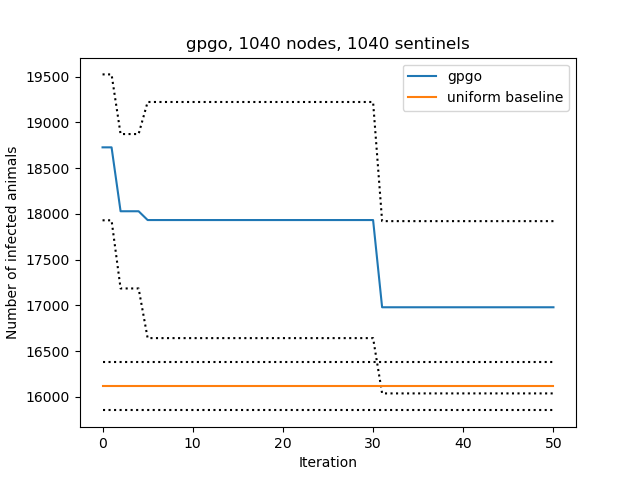 gpgo, 1040 nodes, 1040 sentinels
gpgo
uniform baseline
Number of infected animals
19500
19000
18500
18000
17500
17000
16500
16000
0
10
20
30
40
50
Iteration